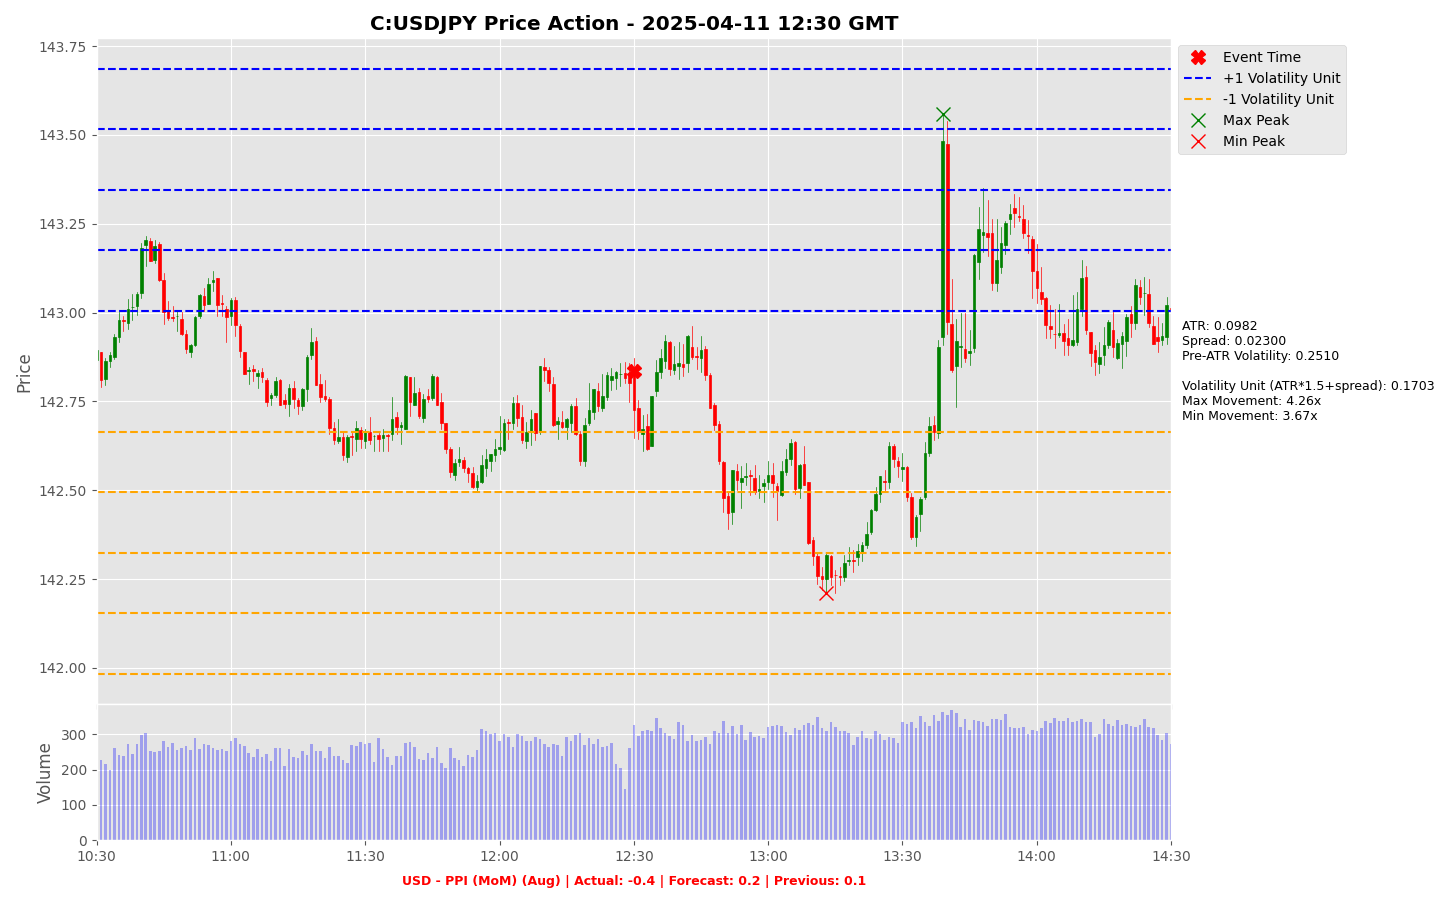 C:USDJPY Price Action - 2025-04-11 12:30 GMT
143.75
143.50
143.25
143.00
142.75
142.50
142.25
142.00
Price
Event Time
+1 Volatility Unit
-1 Volatility Unit
Max Peak
Min Peak
ATR: 0.0982
Spread: 0.02300
Pre-ATR Volatility: 0.2510
Volatility Unit (ATR*1.5+spread): 0.1703
Max Movement: 4.26x
Min Movement: 3.67x
300
200
100
0
Volume
10:30 11:00 11:30 12:00 12:30 13:00 13:30 14:00 14:30
USD - PPI (MoM) (Aug) | Actual: -0.4 | Forecast: 0.2 | Previous: 0.1